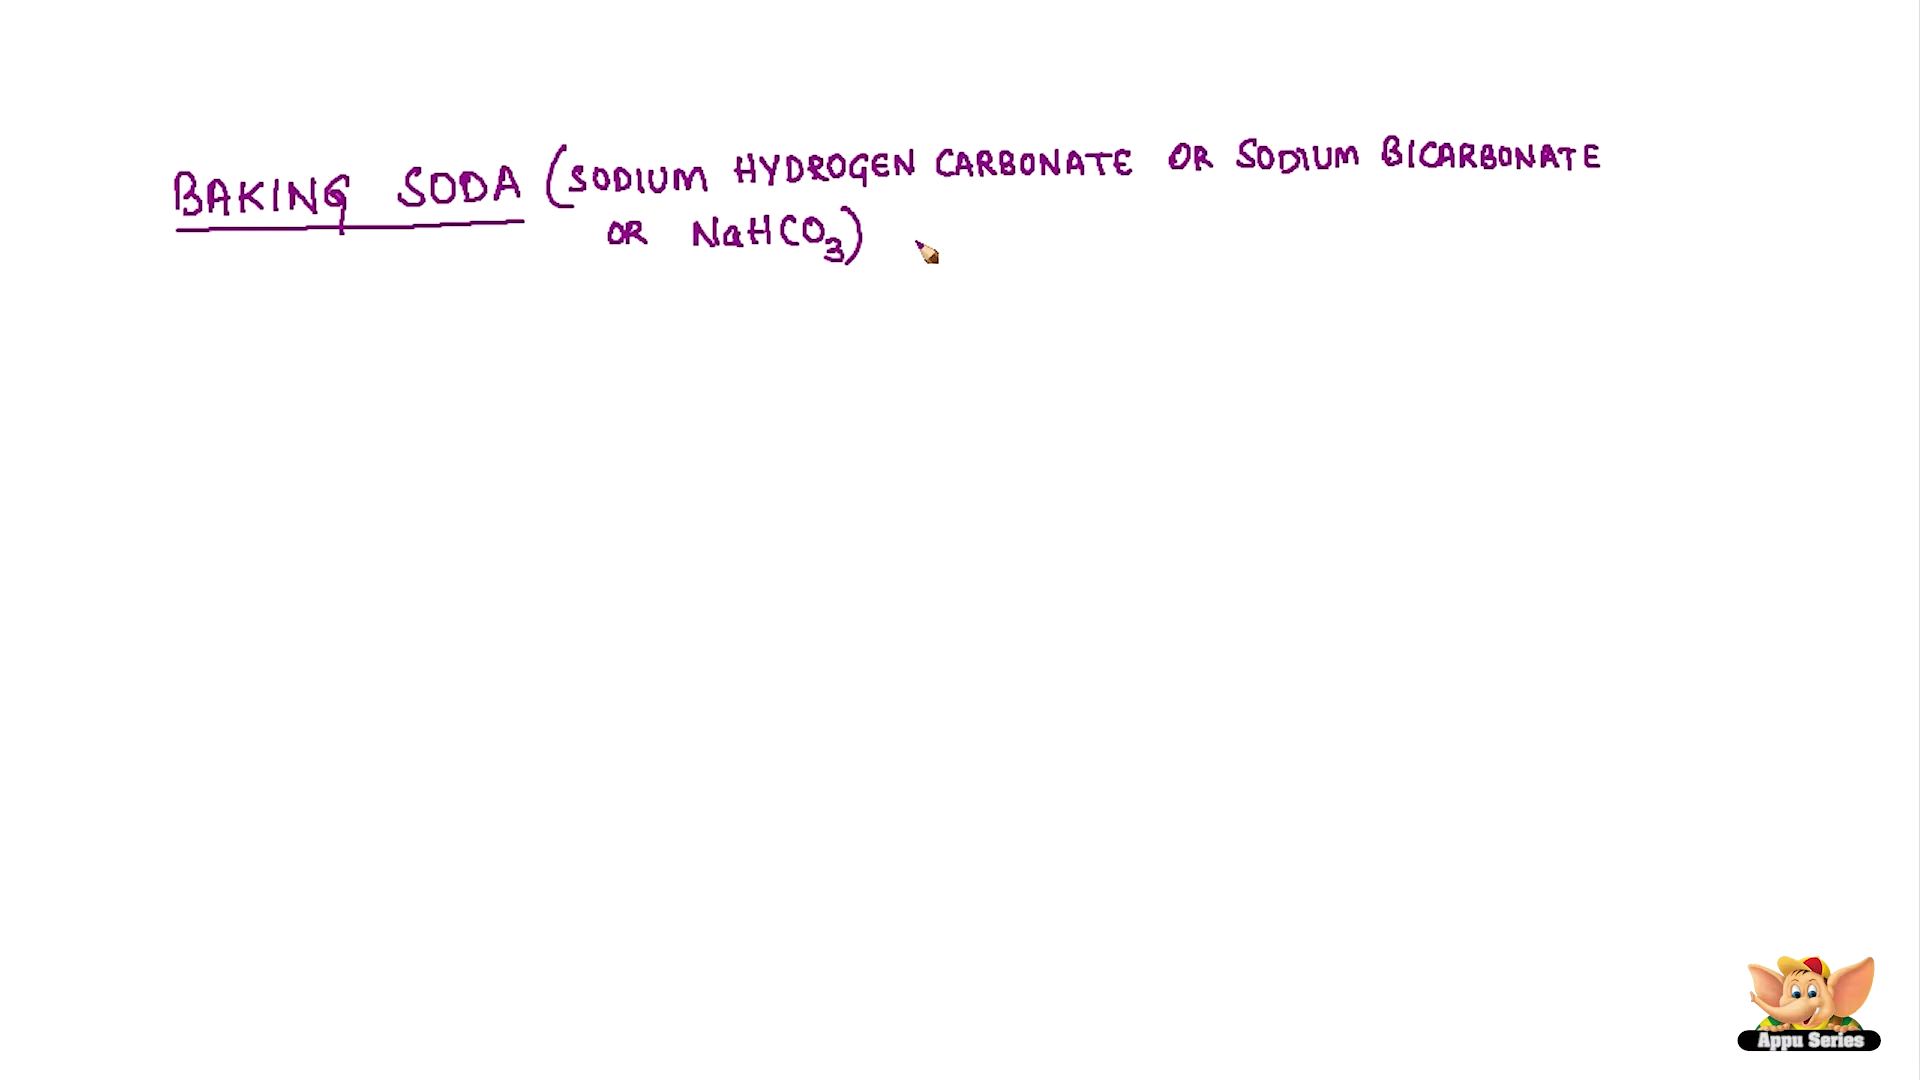 BAKING SODA (SODIUM HYDROGEN CARBONATE OR SODIUM BICARBONATE
OR NaHCO₃)
Appu Series